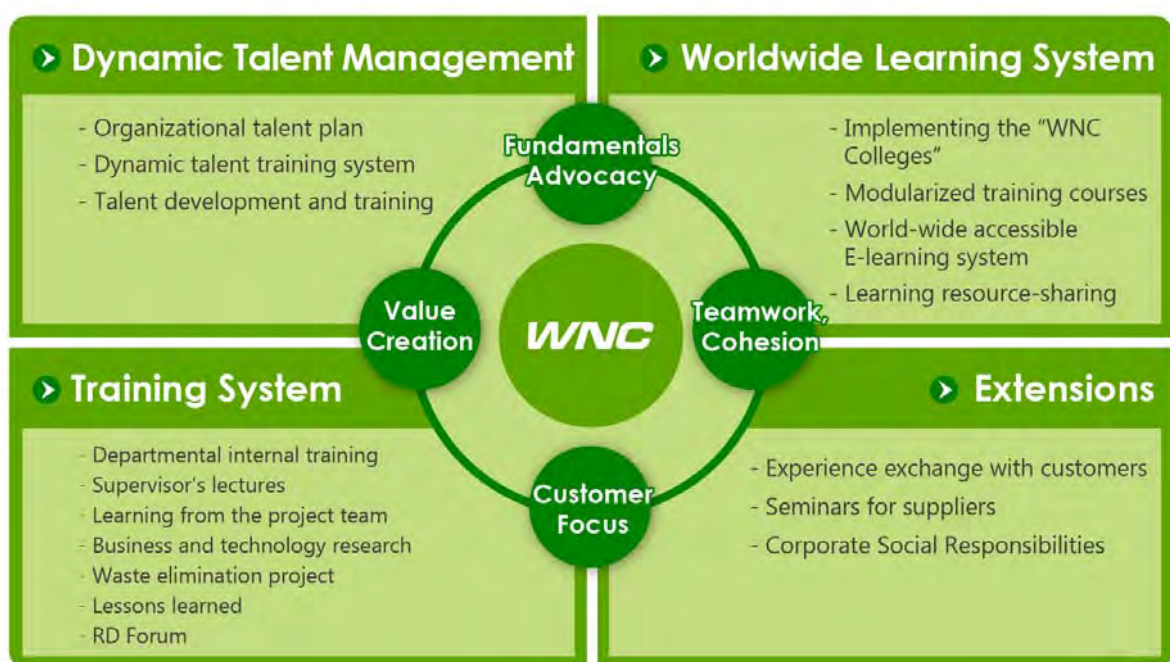 Dynamic Talent Management
- Organizational talent plan
- Dynamic talent training system
- Talent development and training
Worldwide Learning System
- Implementing the “WNC
Colleges”
- Modularized training courses
- World-wide accessible
E-learning system
- Learning resource-sharing
Fundamentals
Advocacy
Value
Creation
WNC
Teamwork,
Cohesion
Customer
Focus
Training System
- Departmental internal training
- Supervisor's lectures
- Learning from the project team
- Business and technology research
- Waste elimination project
- Lessons learned
- RD Forum
Extensions
- Experience exchange with customers
- Seminars for suppliers
- Corporate Social Responsibilities